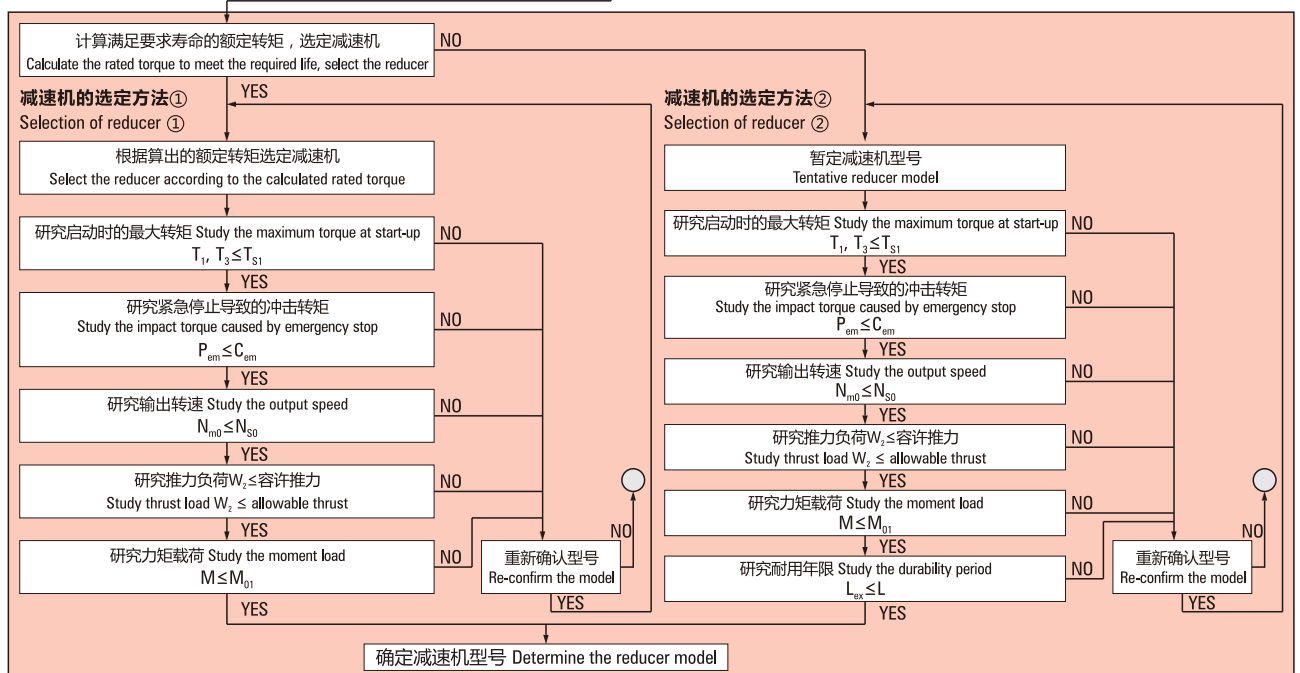 计算满足要求寿命的额定转矩，选定减速机
Calculate the rated torque to meet the required life, select the reducer
NO
YES
减速机的选定方法①
Selection of reducer ①
根据算出的额定转矩选定减速机
Select the reducer according to the calculated rated torque
研究启动时的最大转矩 Study the maximum torque at start-up
T₁, T₃≤T_S1
NO
YES
研究紧急停止导致的冲击转矩
Study the impact torque caused by emergency stop
P_em≤C_em
NO
YES
研究输出转速 Study the output speed
N_m0≤N_S0
NO
YES
研究推力负荷W₂≤容许推力
Study thrust load W₂ ≤ allowable thrust
NO
YES
研究力矩载荷 Study the moment load
M≤M₀₁
NO
YES
重新确认型号
Re-confirm the model
NO
YES
减速机的选定方法②
Selection of reducer ②
暂定减速机型号
Tentative reducer model
研究启动时的最大转矩 Study the maximum torque at start-up
T₁, T₃≤T_S1
NO
YES
研究紧急停止导致的冲击转矩
Study the impact torque caused by emergency stop
P_em≤C_em
NO
YES
研究输出转速 Study the output speed
N_m0≤N_S0
NO
YES
研究推力负荷W₂≤容许推力
Study thrust load W₂ ≤ allowable thrust
NO
YES
研究力矩载荷 Study the moment load
M≤M₀₁
NO
YES
研究耐用年限 Study the durability period
L_ex≤L
NO
YES
重新确认型号
Re-confirm the model
NO
YES
确定减速机型号 Determine the reducer model